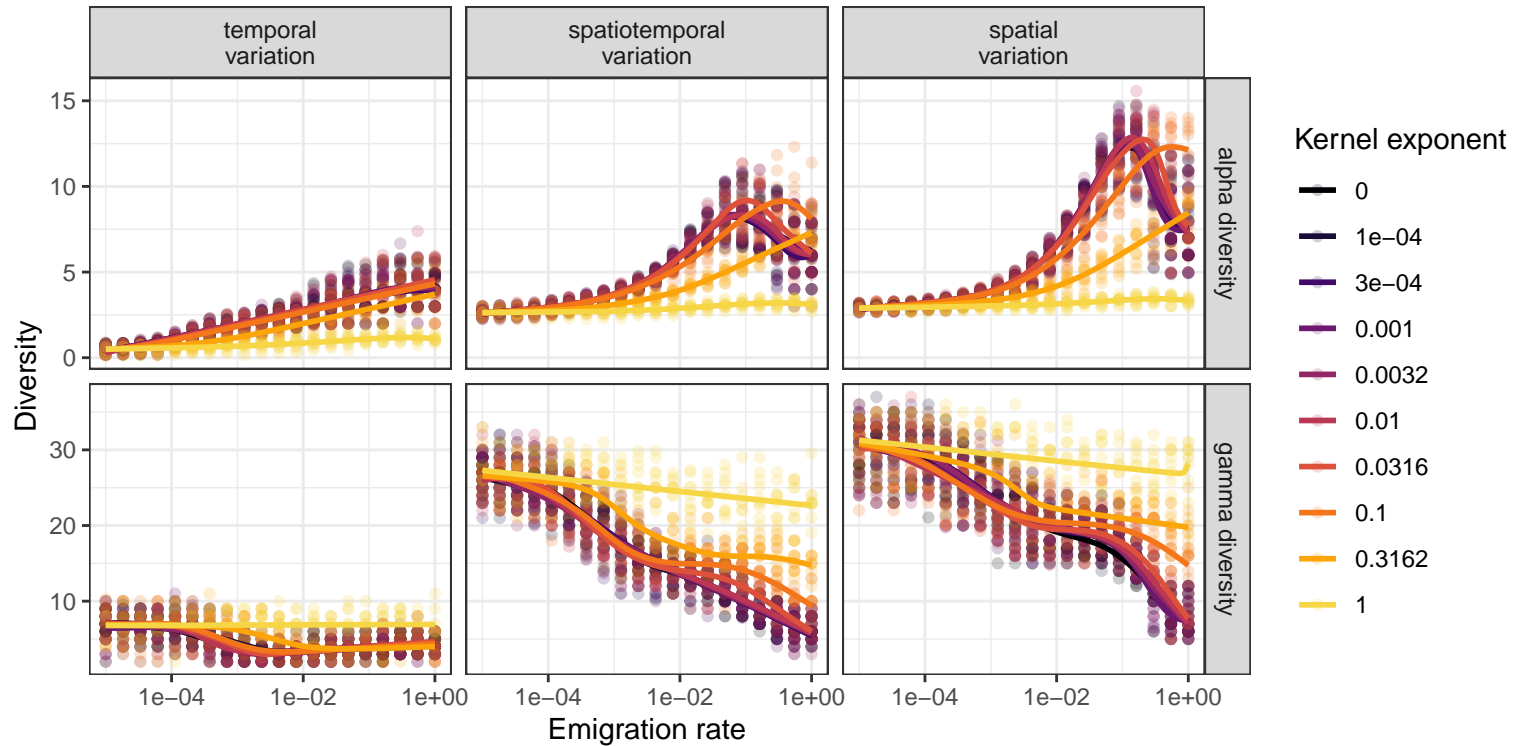 temporal
variation
spatiotemporal
variation
spatial
variation
15
10
5
0
alpha diversity
30
20
10
gamma diversity
Diversity
1e−04
1e−02
1e+00
1e−04
1e−02
1e+00
1e−04
1e−02
1e+00
Emigration rate
Kernel exponent
0
1e−04
3e−04
0.001
0.0032
0.01
0.0316
0.1
0.3162
1